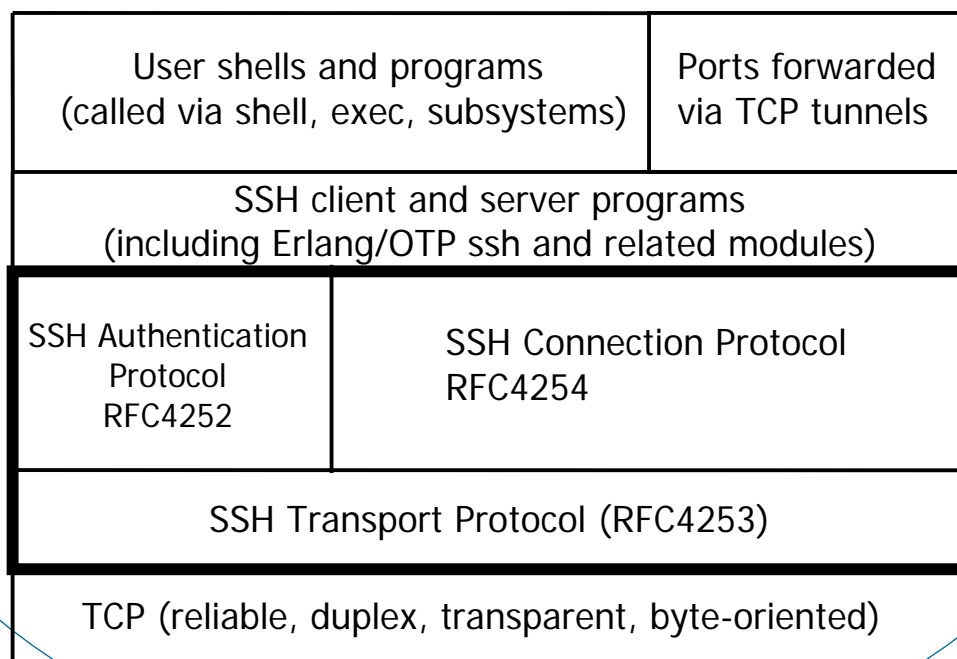 User shells and programs
(called via shell, exec, subsystems)
Ports forwarded
via TCP tunnels
SSH client and server programs
(including Erlang/OTP ssh and related modules)
SSH Authentication
Protocol
RFC4252
SSH Connection Protocol
RFC4254
SSH Transport Protocol (RFC4253)
TCP (reliable, duplex, transparent, byte-oriented)